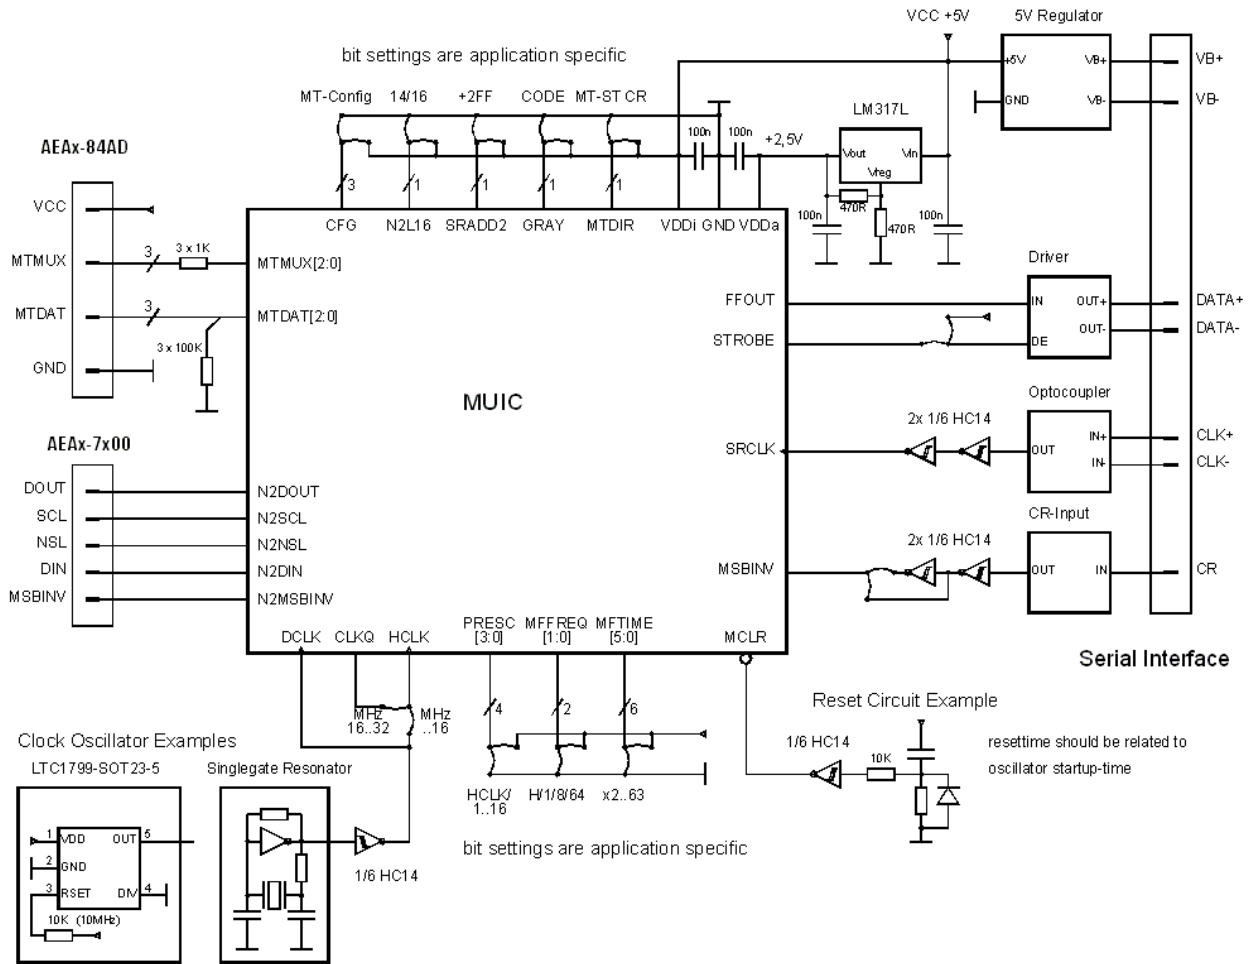 VCC +5V
5V Regulator
bit settings are application specific
+5V
VB+
VB+
GND
VB-
VB-
MT-Config
14/16
+2FF
CODE
MT-ST CR
100n
100n
+2,5V
LM317L
Vout
Vin
Vreg
AEAx-84AD
3
1
1
1
1
470R
100n
470R
100n
VCC
CFG
N2L16
SRADD2
GRAY
MTDIR
VDDi
GND
VDDa
MTMUX
3
3 x 1K
MTMUX[2:0]
Driver
FFOUT
IN
OUT+
DATA+
MTDAT
3
MTDAT[2:0]
OUT-
DATA-
STROBE
DE
3 x 100K
GND
MUIC
Optocoupler
2x 1/6 HC14
AEAx-7x00
SRCLK
OUT
IN+
CLK+
IN-
CLK-
DOUT
N2DOUT
SCL
N2SCL
CR-Input
NSL
N2NSL
2x 1/6 HC14
DIN
N2DIN
MSBINV
OUT
IN
CR
MSBINV
N2MSBINV
DCLK
CLKQ
HCLK
PRESC
[3:0]
MFFREQ
[1:0]
MFTIME
[5:0]
MCLR
Serial Interface
MHz
16..32
MHz
..16
4
2
6
Reset Circuit Example
Clock Oscillator Examples
1/6 HC14
10K
resettime should be related to
oscillator startup-time
LTC1799-SOT23-5
Singlegate Resonator
HCLK/
1..16
H/1/8/64
x2..63
1
VDD
OUT
5
bit settings are application specific
2
GND
1/6 HC14
3
RSET
DIV
4
10K (10MHz)